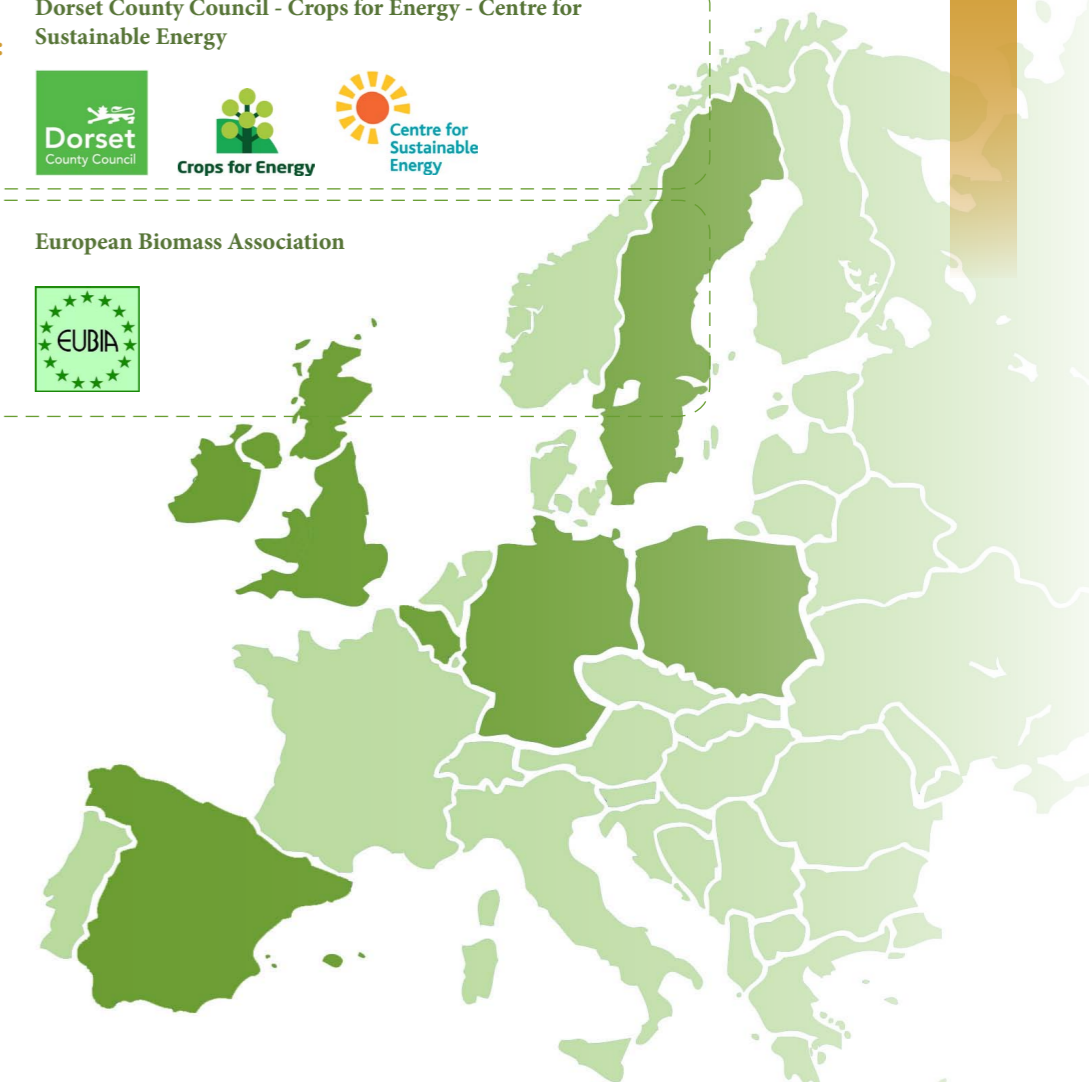 Dorset County Council - Crops for Energy - Centre for
Sustainable Energy
:
Dorset
County Council
Crops for Energy
Centre for
Sustainable
Energy
European Biomass Association
EUBIA